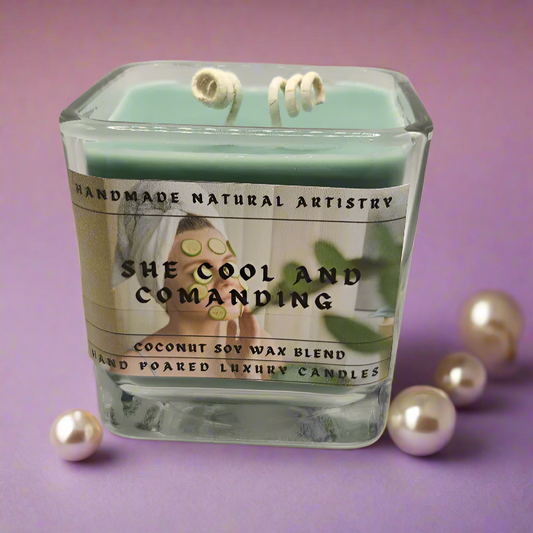 HANDMADE NATURAL ARTISTRY
SHE COOL AND
COMANDING
COCONUT SOY WAX BLEND
HAND POARED LUXURY CANDLES